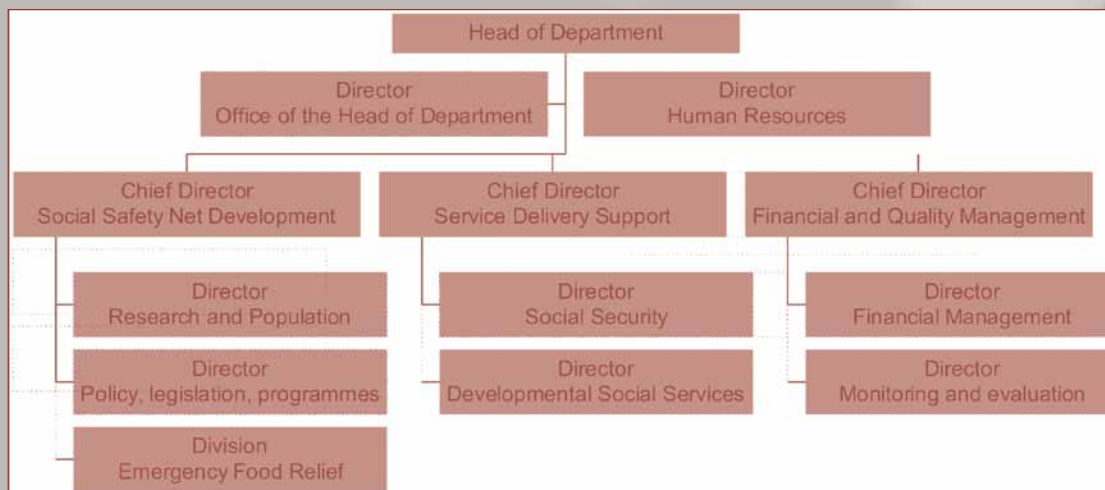 Head of Department
Director
Office of the Head of Department
Director
Human Resources
Chief Director
Social Safety Net Development
Chief Director
Service Delivery Support
Chief Director
Financial and Quality Management
Director
Research and Population
Director
Social Security
Director
Financial Management
Director
Policy, legislation, programmes
Director
Developmental Social Services
Director
Monitoring and evaluation
Division
Emergency Food Relief